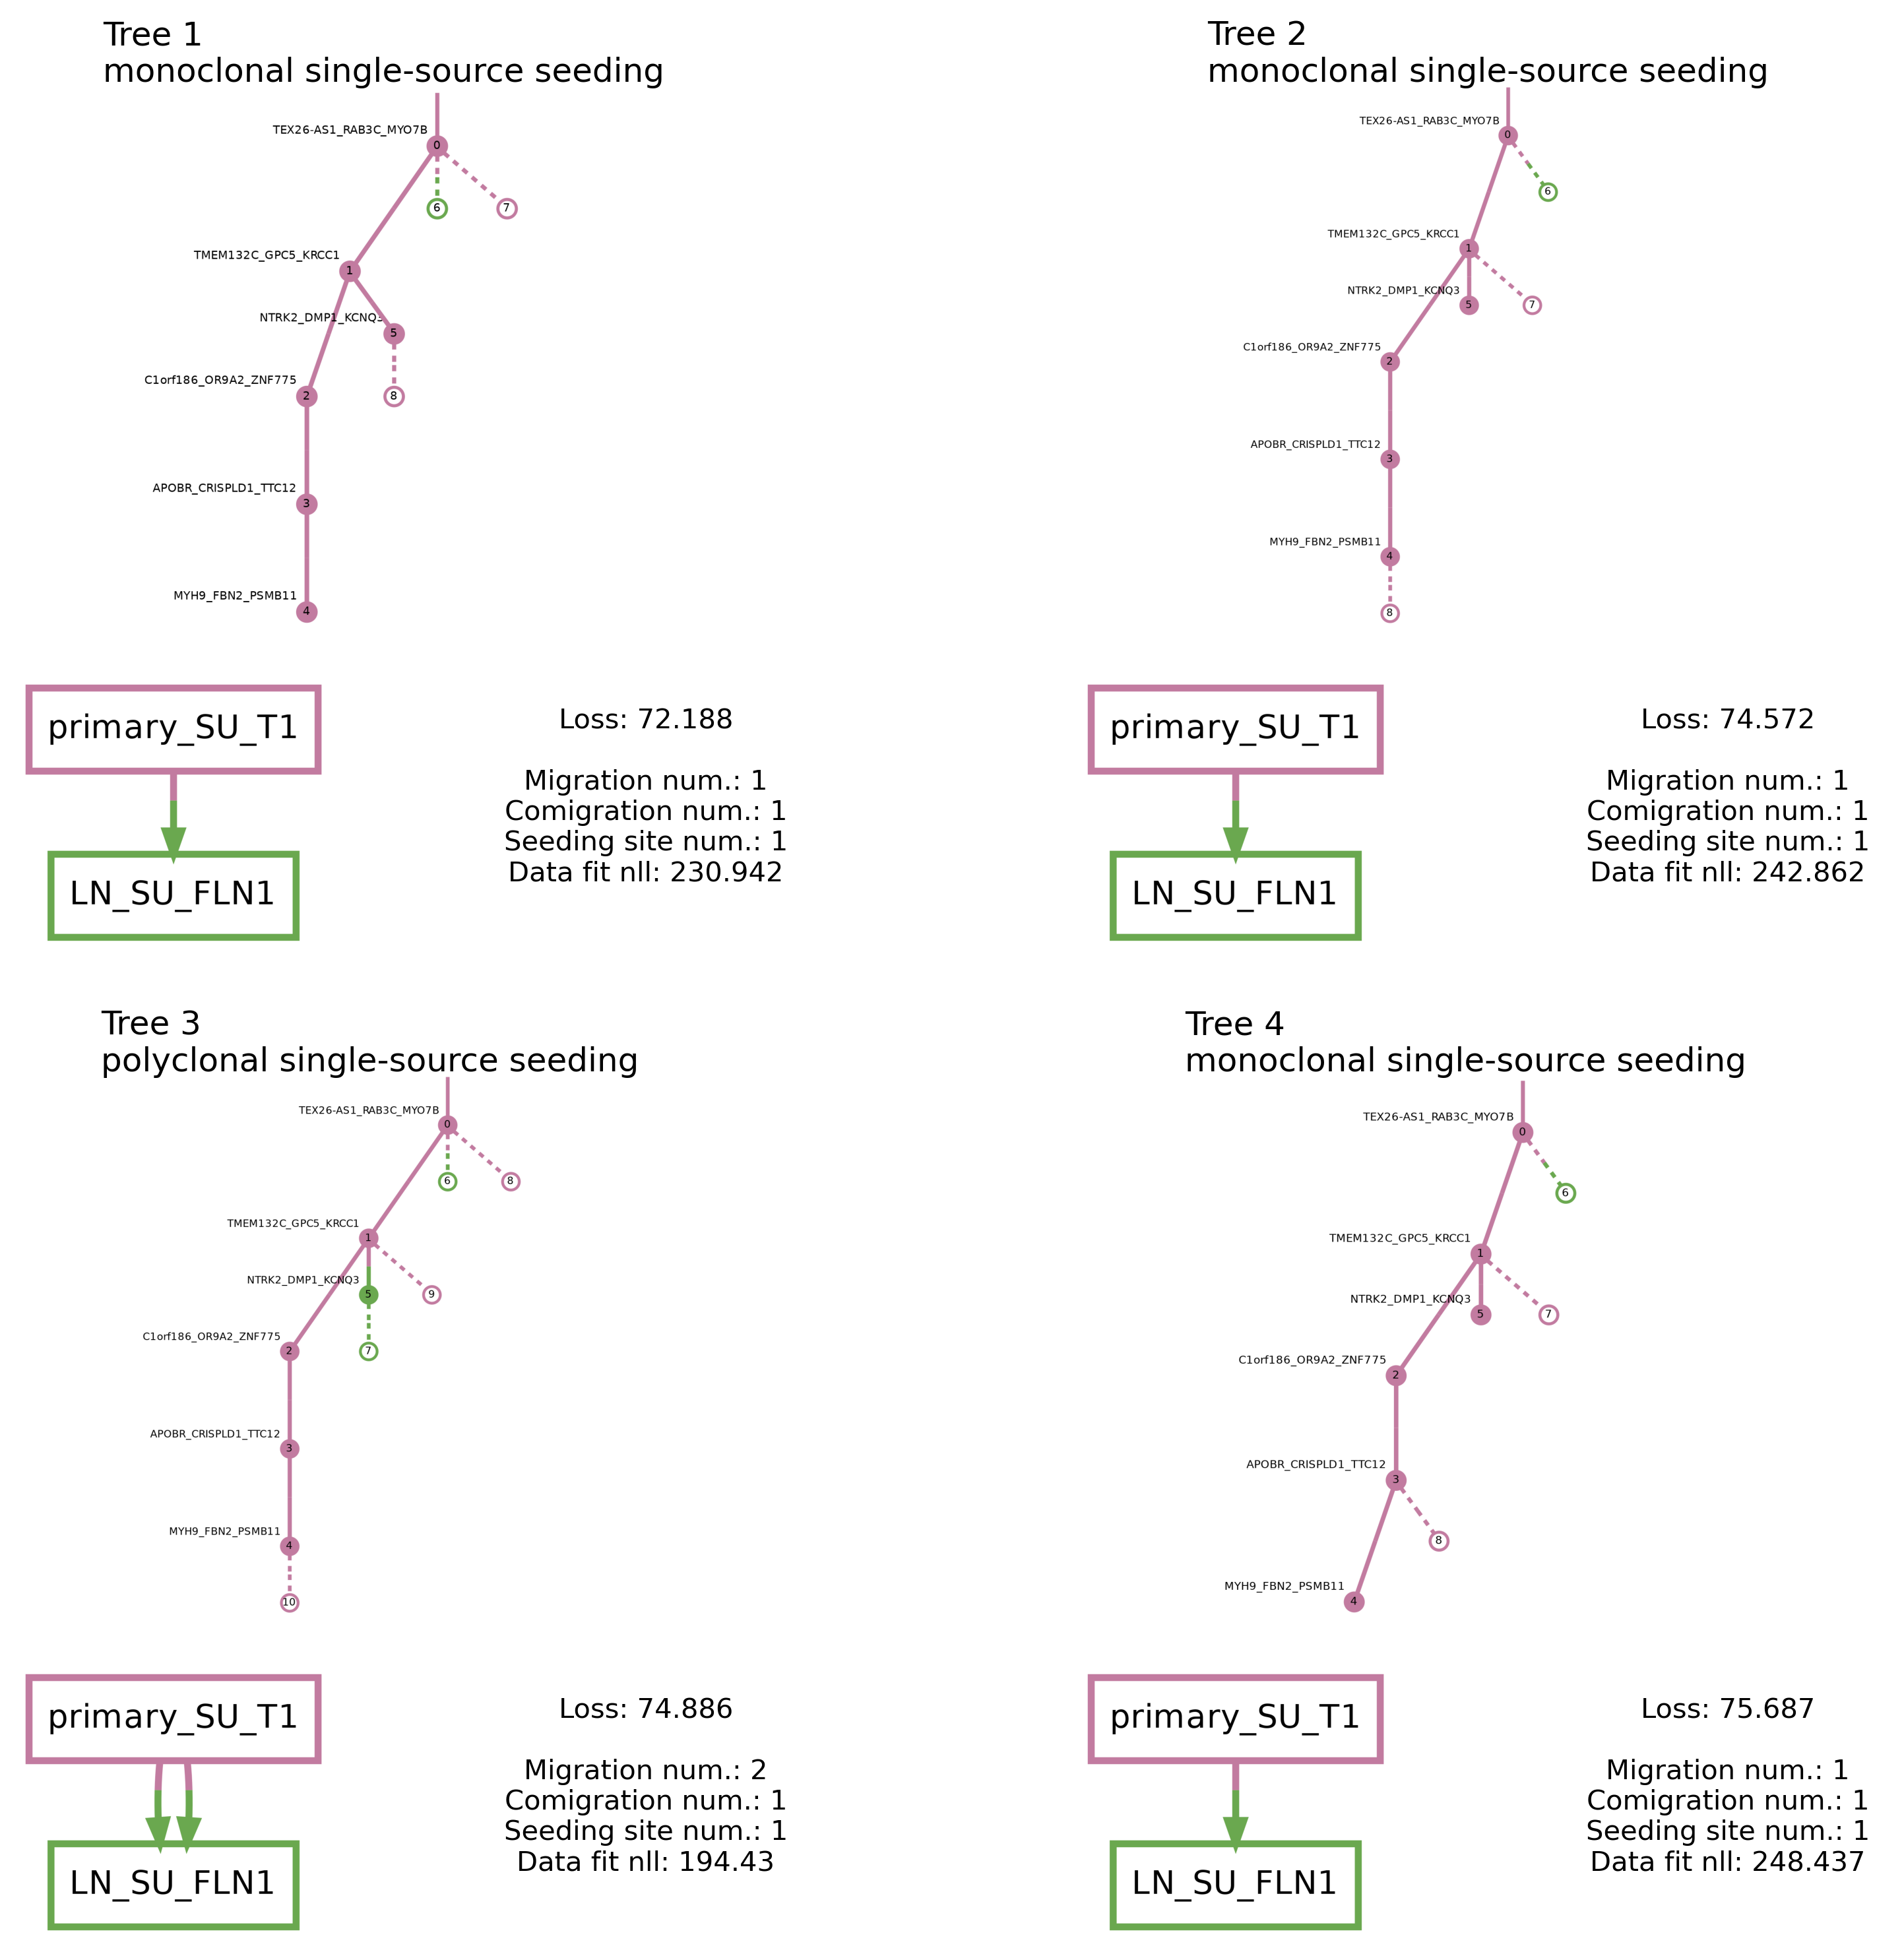 Tree 1
monoclonal single-source seeding
TEX26-AS1_RAB3C_MYO7B
0
6
7
TMEM132C_GPC5_KRCC1
1
NTRK2_DMP1_KCNQ3
5
C1orf186_OR9A2_ZNF775
2
8
APOBR_CRISPLD1_TTC12
3
MYH9_FBN2_PSMB11
4
primary_SU_T1
LN_SU_FLN1
Loss: 72.188
Migration num.: 1
Comigration num.: 1
Seeding site num.: 1
Data fit nll: 230.942
Tree 2
monoclonal single-source seeding
TEX26-AS1_RAB3C_MYO7B
0
6
TMEM132C_GPC5_KRCC1
1
NTRK2_DMP1_KCNQ3
5
7
C1orf186_OR9A2_ZNF775
2
APOBR_CRISPLD1_TTC12
3
MYH9_FBN2_PSMB11
4
8
primary_SU_T1
LN_SU_FLN1
Loss: 74.572
Migration num.: 1
Comigration num.: 1
Seeding site num.: 1
Data fit nll: 242.862
Tree 3
polyclonal single-source seeding
TEX26-AS1_RAB3C_MYO7B
0
6
8
TMEM132C_GPC5_KRCC1
1
NTRK2_DMP1_KCNQ3
5
9
C1orf186_OR9A2_ZNF775
2
7
APOBR_CRISPLD1_TTC12
3
MYH9_FBN2_PSMB11
4
10
primary_SU_T1
LN_SU_FLN1
Loss: 74.886
Migration num.: 2
Comigration num.: 1
Seeding site num.: 1
Data fit nll: 194.43
Tree 4
monoclonal single-source seeding
TEX26-AS1_RAB3C_MYO7B
0
6
TMEM132C_GPC5_KRCC1
1
NTRK2_DMP1_KCNQ3
5
7
C1orf186_OR9A2_ZNF775
2
APOBR_CRISPLD1_TTC12
3
8
MYH9_FBN2_PSMB11
4
primary_SU_T1
LN_SU_FLN1
Loss: 75.687
Migration num.: 1
Comigration num.: 1
Seeding site num.: 1
Data fit nll: 248.437